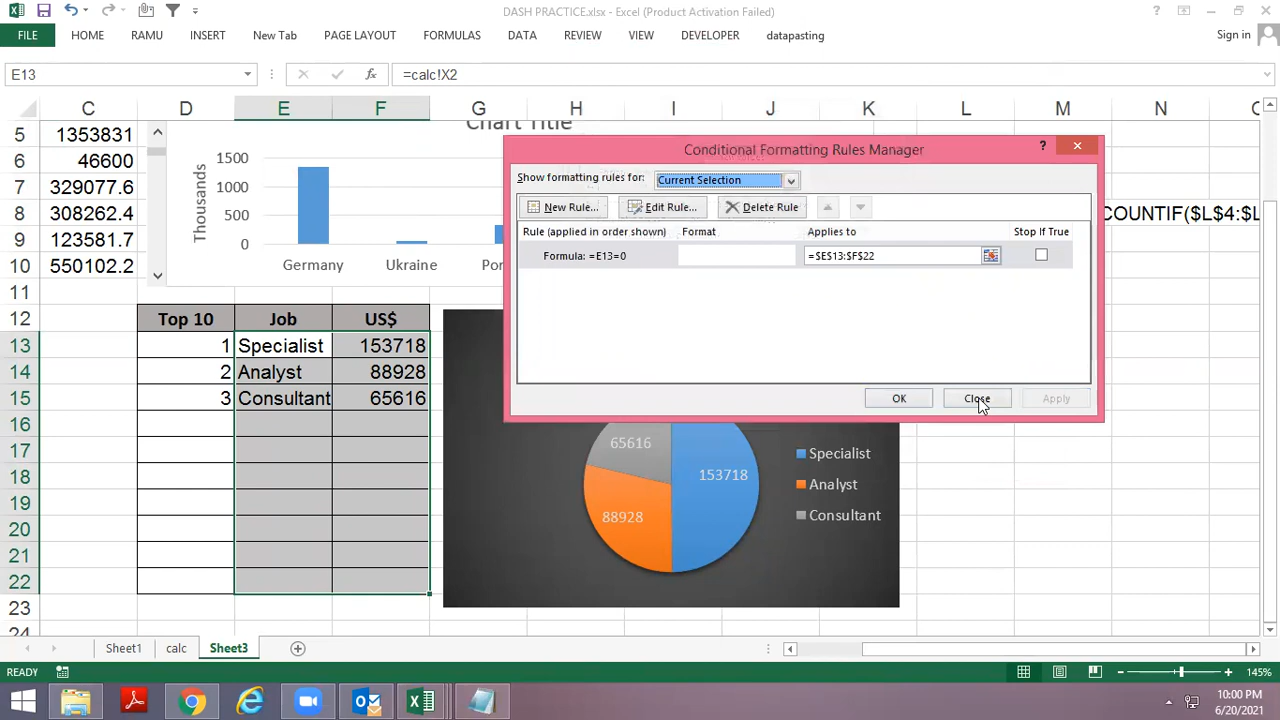 DASH PRACTICE.xlsx - Excel (Product Activation Failed)
FILE HOME RAMU INSERT New Tab PAGE LAYOUT FORMULAS DATA REVIEW VIEW DEVELOPER datapasting Sign in
E13 =calc!X2
C D E F G H I J K L M N
5 1353831
6 46600
7 329077.6
8 308262.4 COUNTIF($L$4:$L
9 123581.7
10 550102.2
11
Chart Title
Thousands
1500
1000
500
0
Germany Ukraine Por
12 Top 10 Job US$
13 1 Specialist 153718
14 2 Analyst 88928
15 3 Consultant 65616
16
17
18
19
20
21
22
23
24
Conditional Formatting Rules Manager
Show formatting rules for: Current Selection
New Rule... Edit Rule... Delete Rule
Rule (applied in order shown) Format Applies to Stop If True
Formula: =E13=0 =$E$13:$F$22
OK Close Apply
65616
153718
88928
Specialist
Analyst
Consultant
Sheet1 calc Sheet3
READY 145%
10:00 PM
6/20/2021